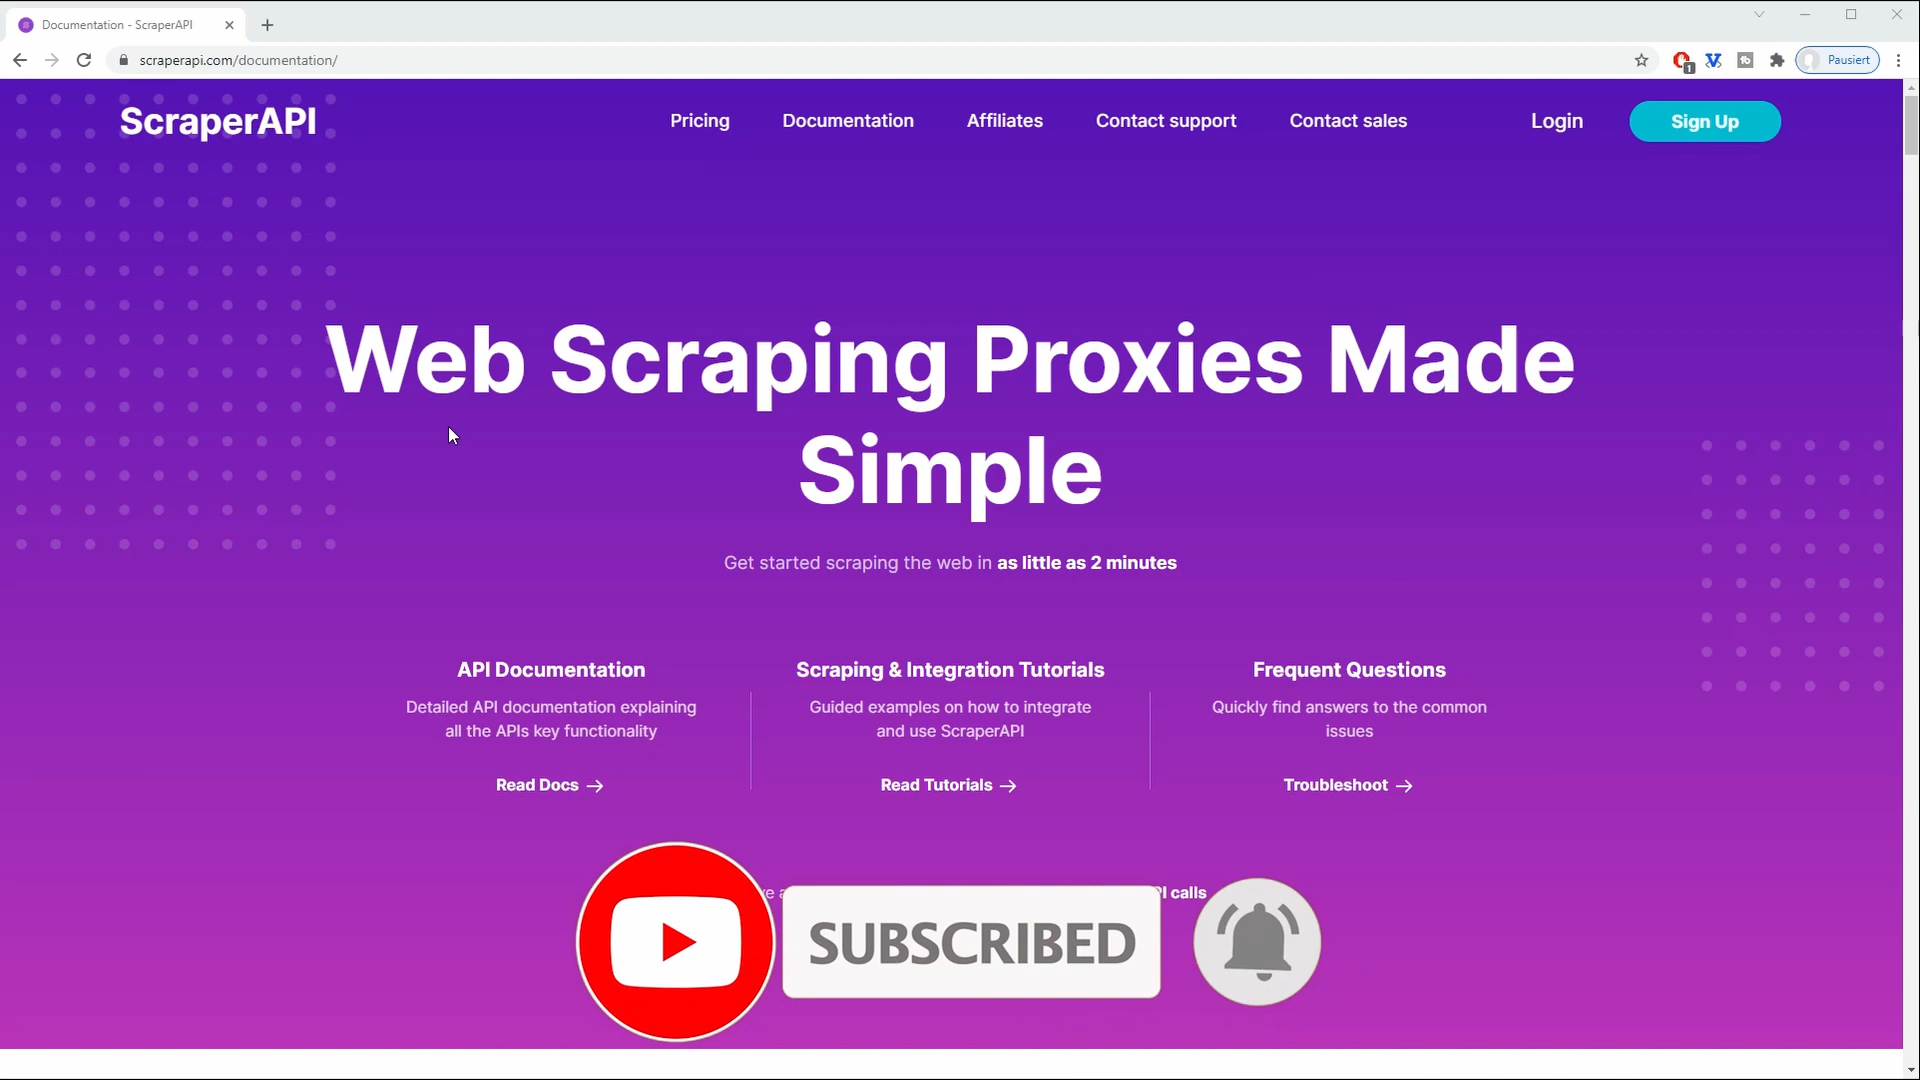 Documentation - ScraperAPI
scraperapi.com/documentation/
1
Pausiert
ScraperAPI
Pricing
Documentation
Affiliates
Contact support
Contact sales
Login
Sign Up
Web Scraping Proxies Made
Simple
Get started scraping the web in as little as 2 minutes
API Documentation
Detailed API documentation explaining
all the APIs key functionality
Read Docs →
Scraping & Integration Tutorials
Guided examples on how to integrate
and use ScraperAPI
Read Tutorials →
Frequent Questions
Quickly find answers to the common
issues
Troubleshoot →
calls
SUBSCRIBED